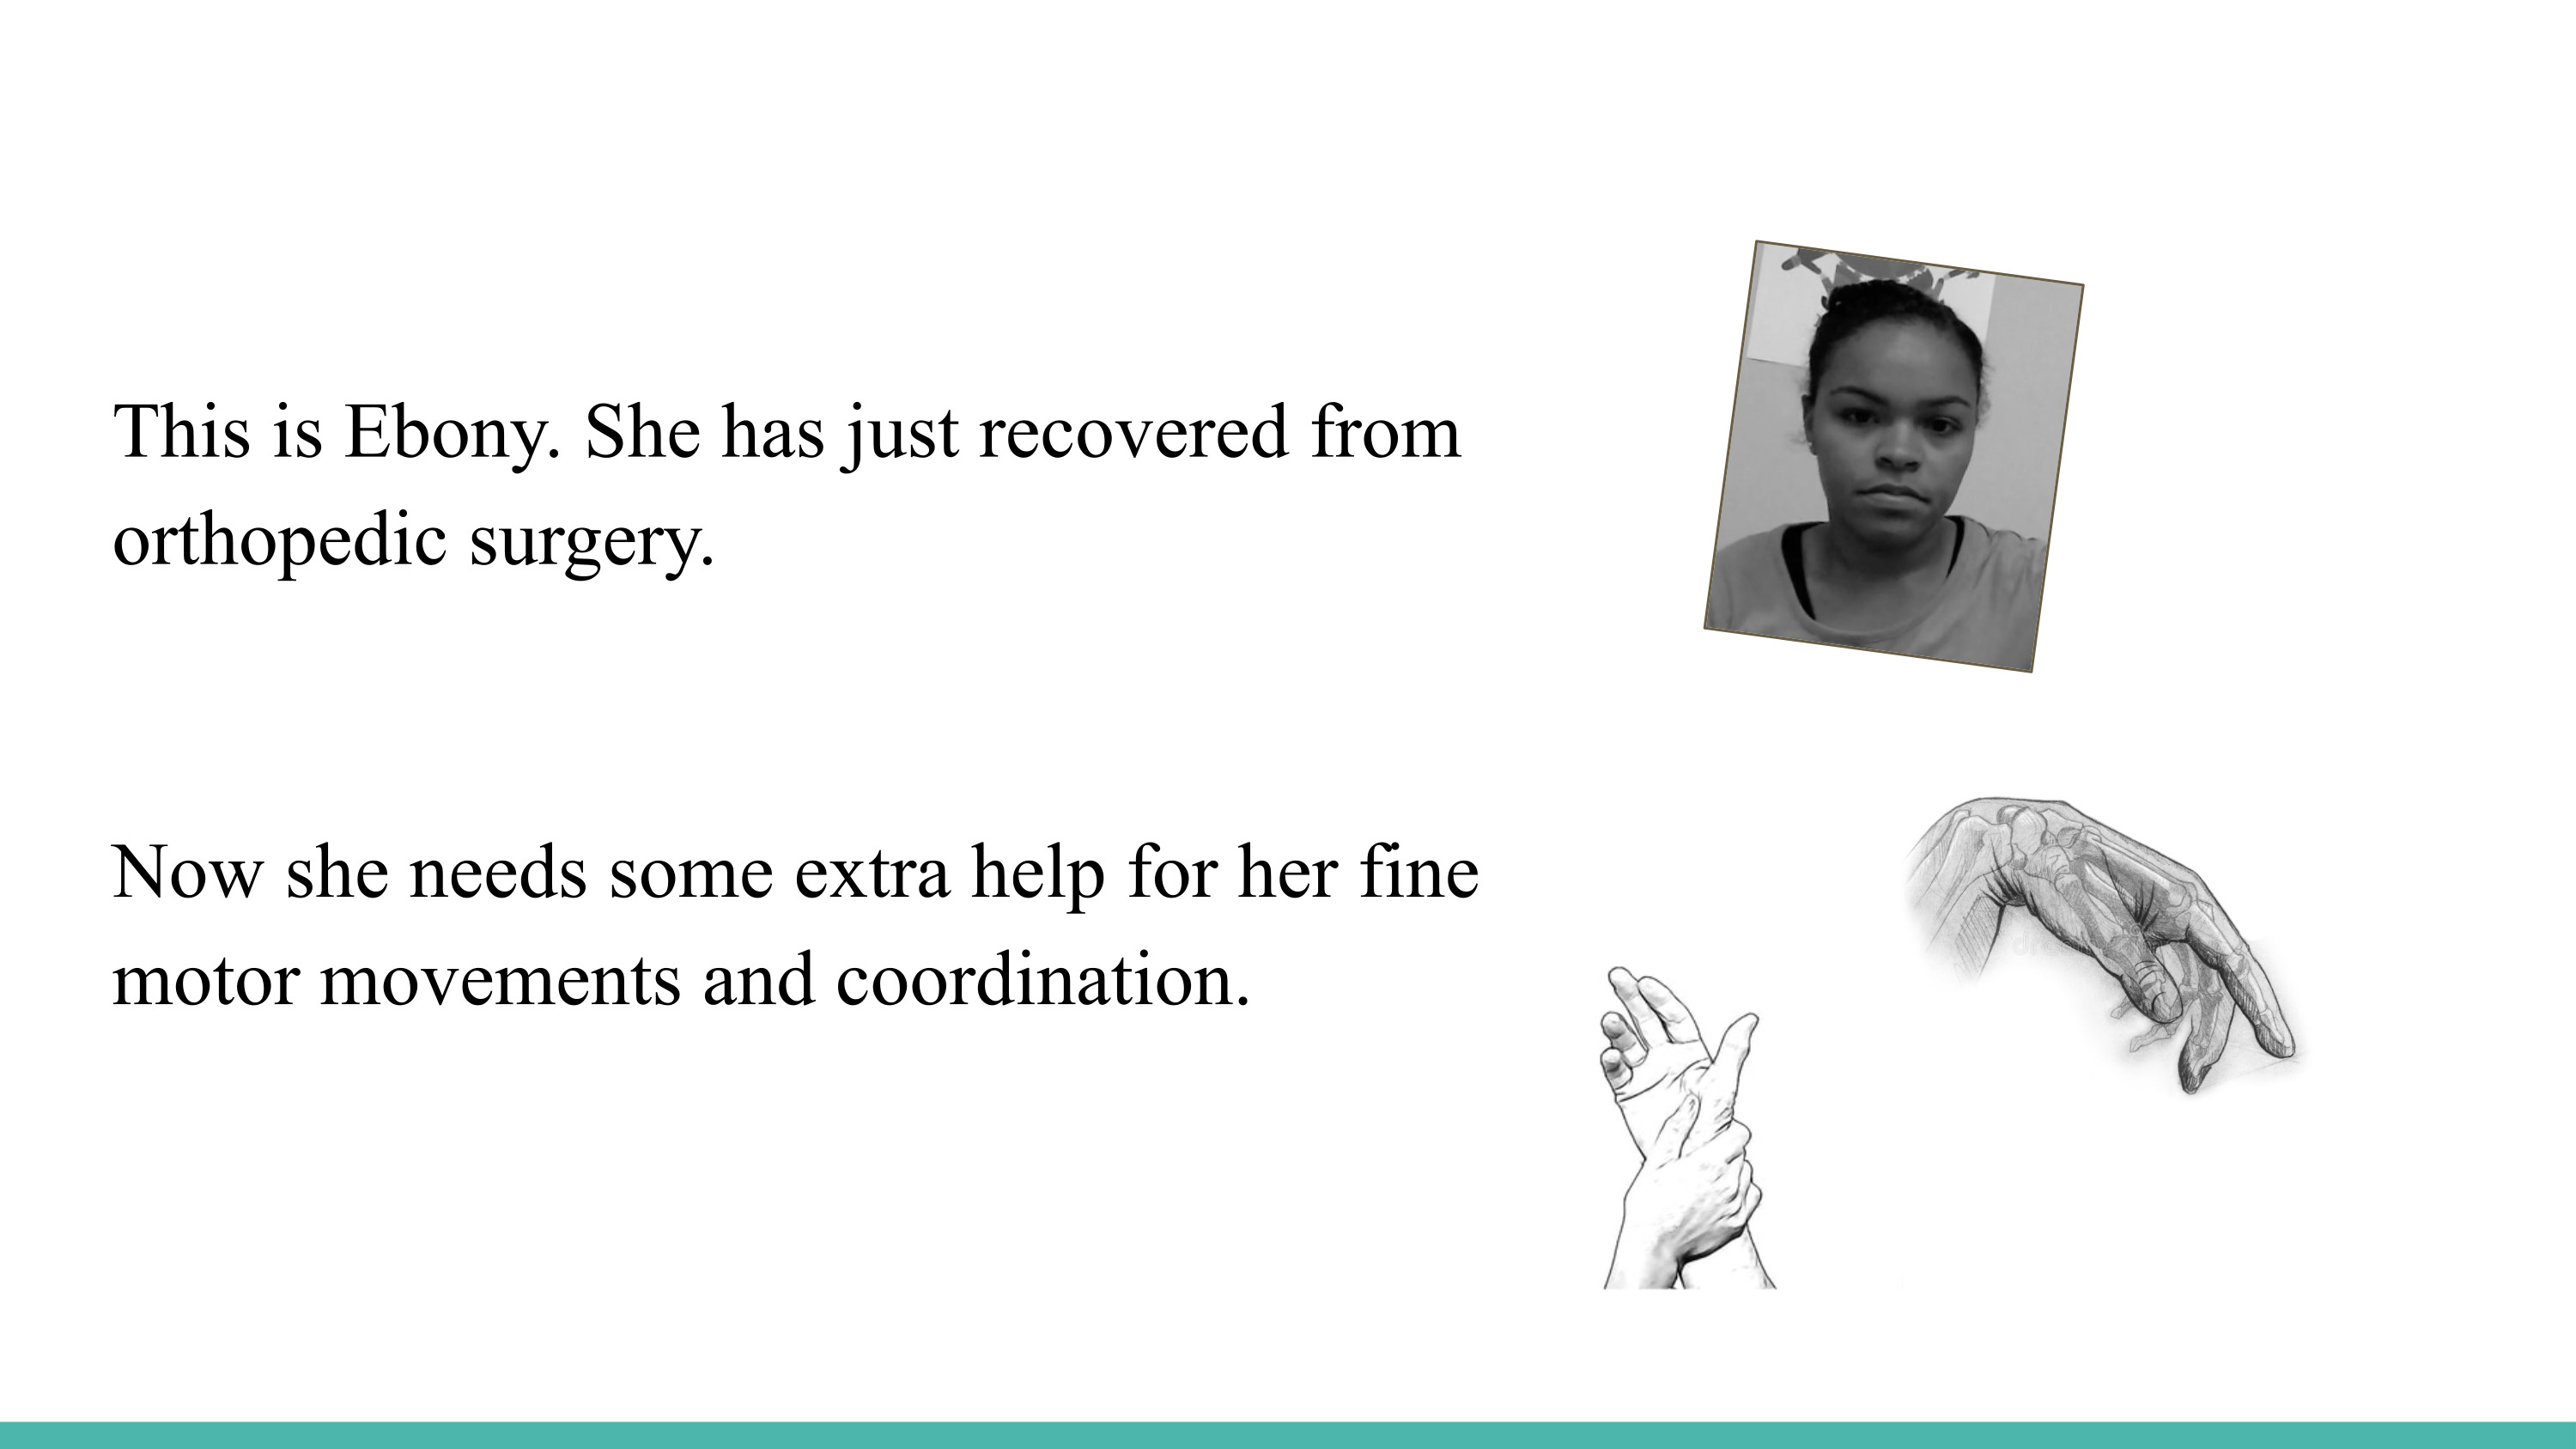 This is Ebony. She has just recovered from
orthopedic surgery.
Now she needs some extra help for her fine
motor movements and coordination.